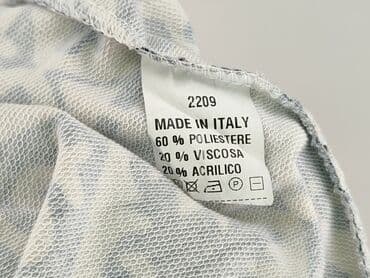 2209
MADE IN ITALY
60 % POLIESTERE
20 % VISCOSA
20 % ACRILICO
P